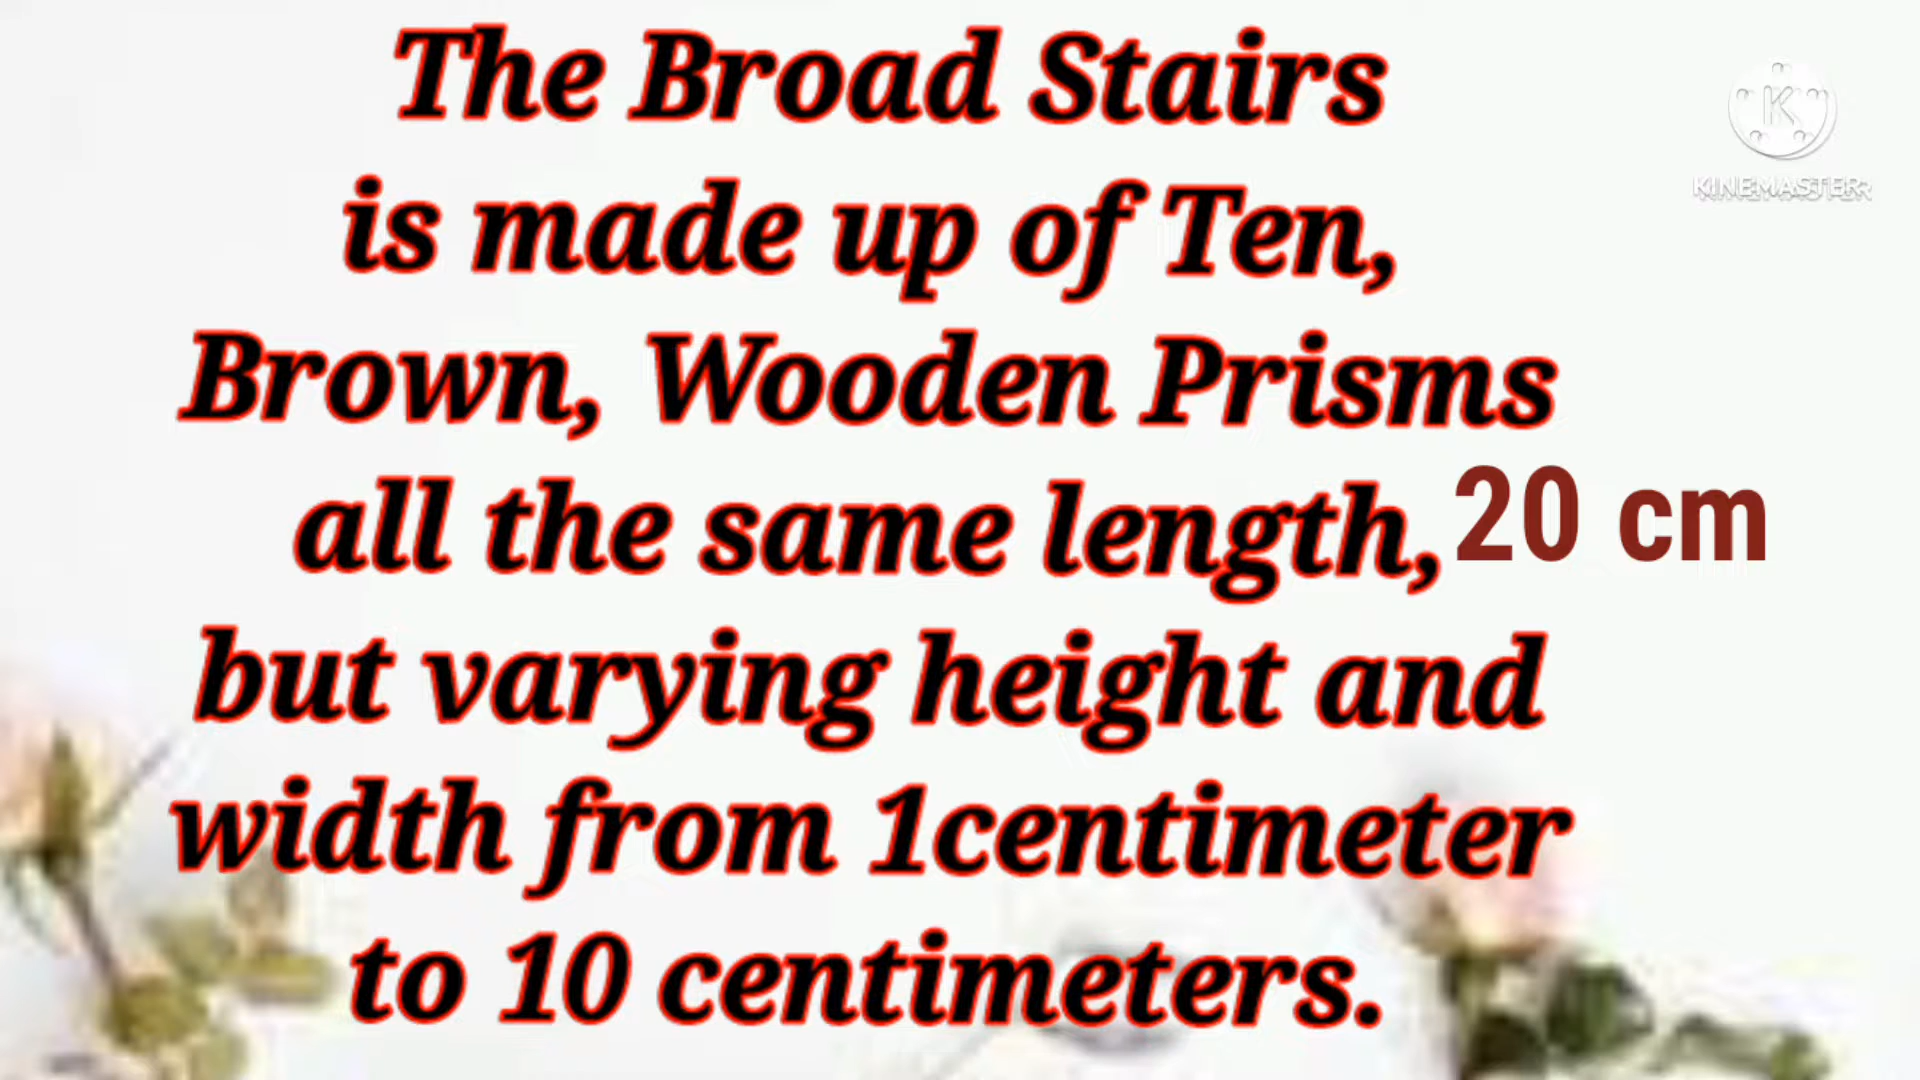 The Broad Stairs
is made up of Ten,
Brown, Wooden Prisms
all the same length, 20 cm
but varying height and
width from 1centimeter
to 10 centimeters.
K
KINEMASTER